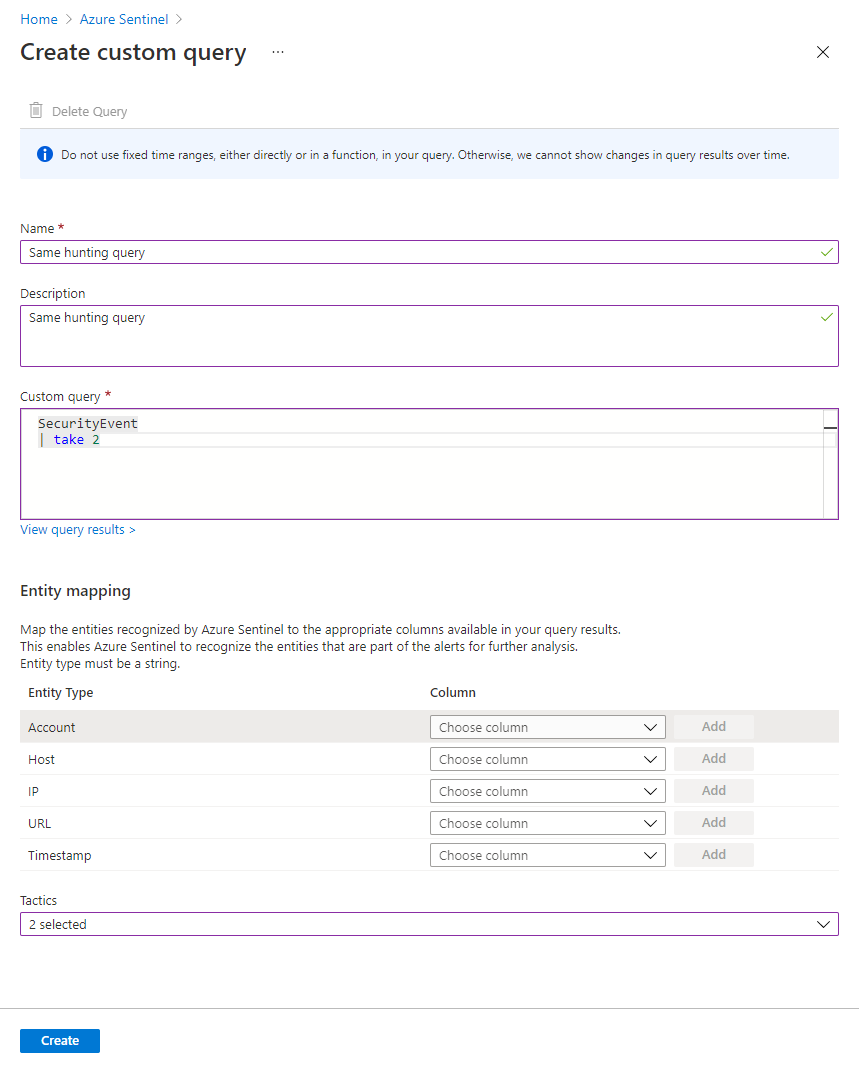 Home > Azure Sentinel >
Create custom query ...
Delete Query
Do not use fixed time ranges, either directly or in a function, in your query. Otherwise, we cannot show changes in query results over time.
Name *
Same hunting query
Description
Same hunting query
Custom query *
SecurityEvent
| take 2
View query results >
Entity mapping
Map the entities recognized by Azure Sentinel to the appropriate columns available in your query results.
This enables Azure Sentinel to recognize the entities that are part of the alerts for further analysis.
Entity type must be a string.
Entity Type Column
Account Choose column Add
Host Choose column Add
IP Choose column Add
URL Choose column Add
Timestamp Choose column Add
Tactics
2 selected
Create